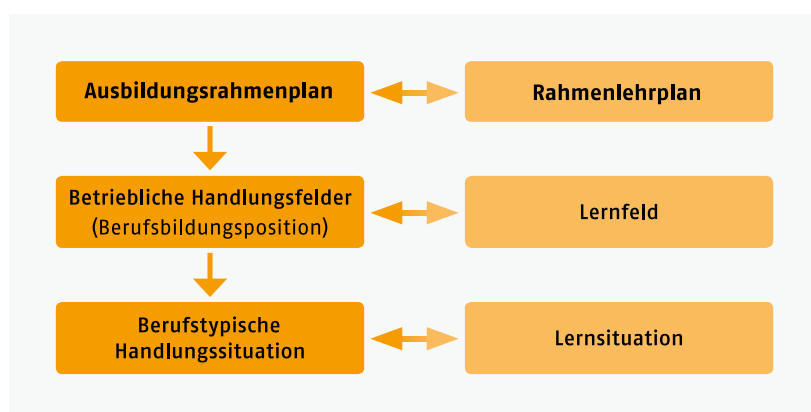 Ausbildungsrahmenplan
Rahmenlehrplan
Betriebliche Handlungsfelder
(Berufsbildungsposition)
Lernfeld
Berufstypische
Handlungssituation
Lernsituation